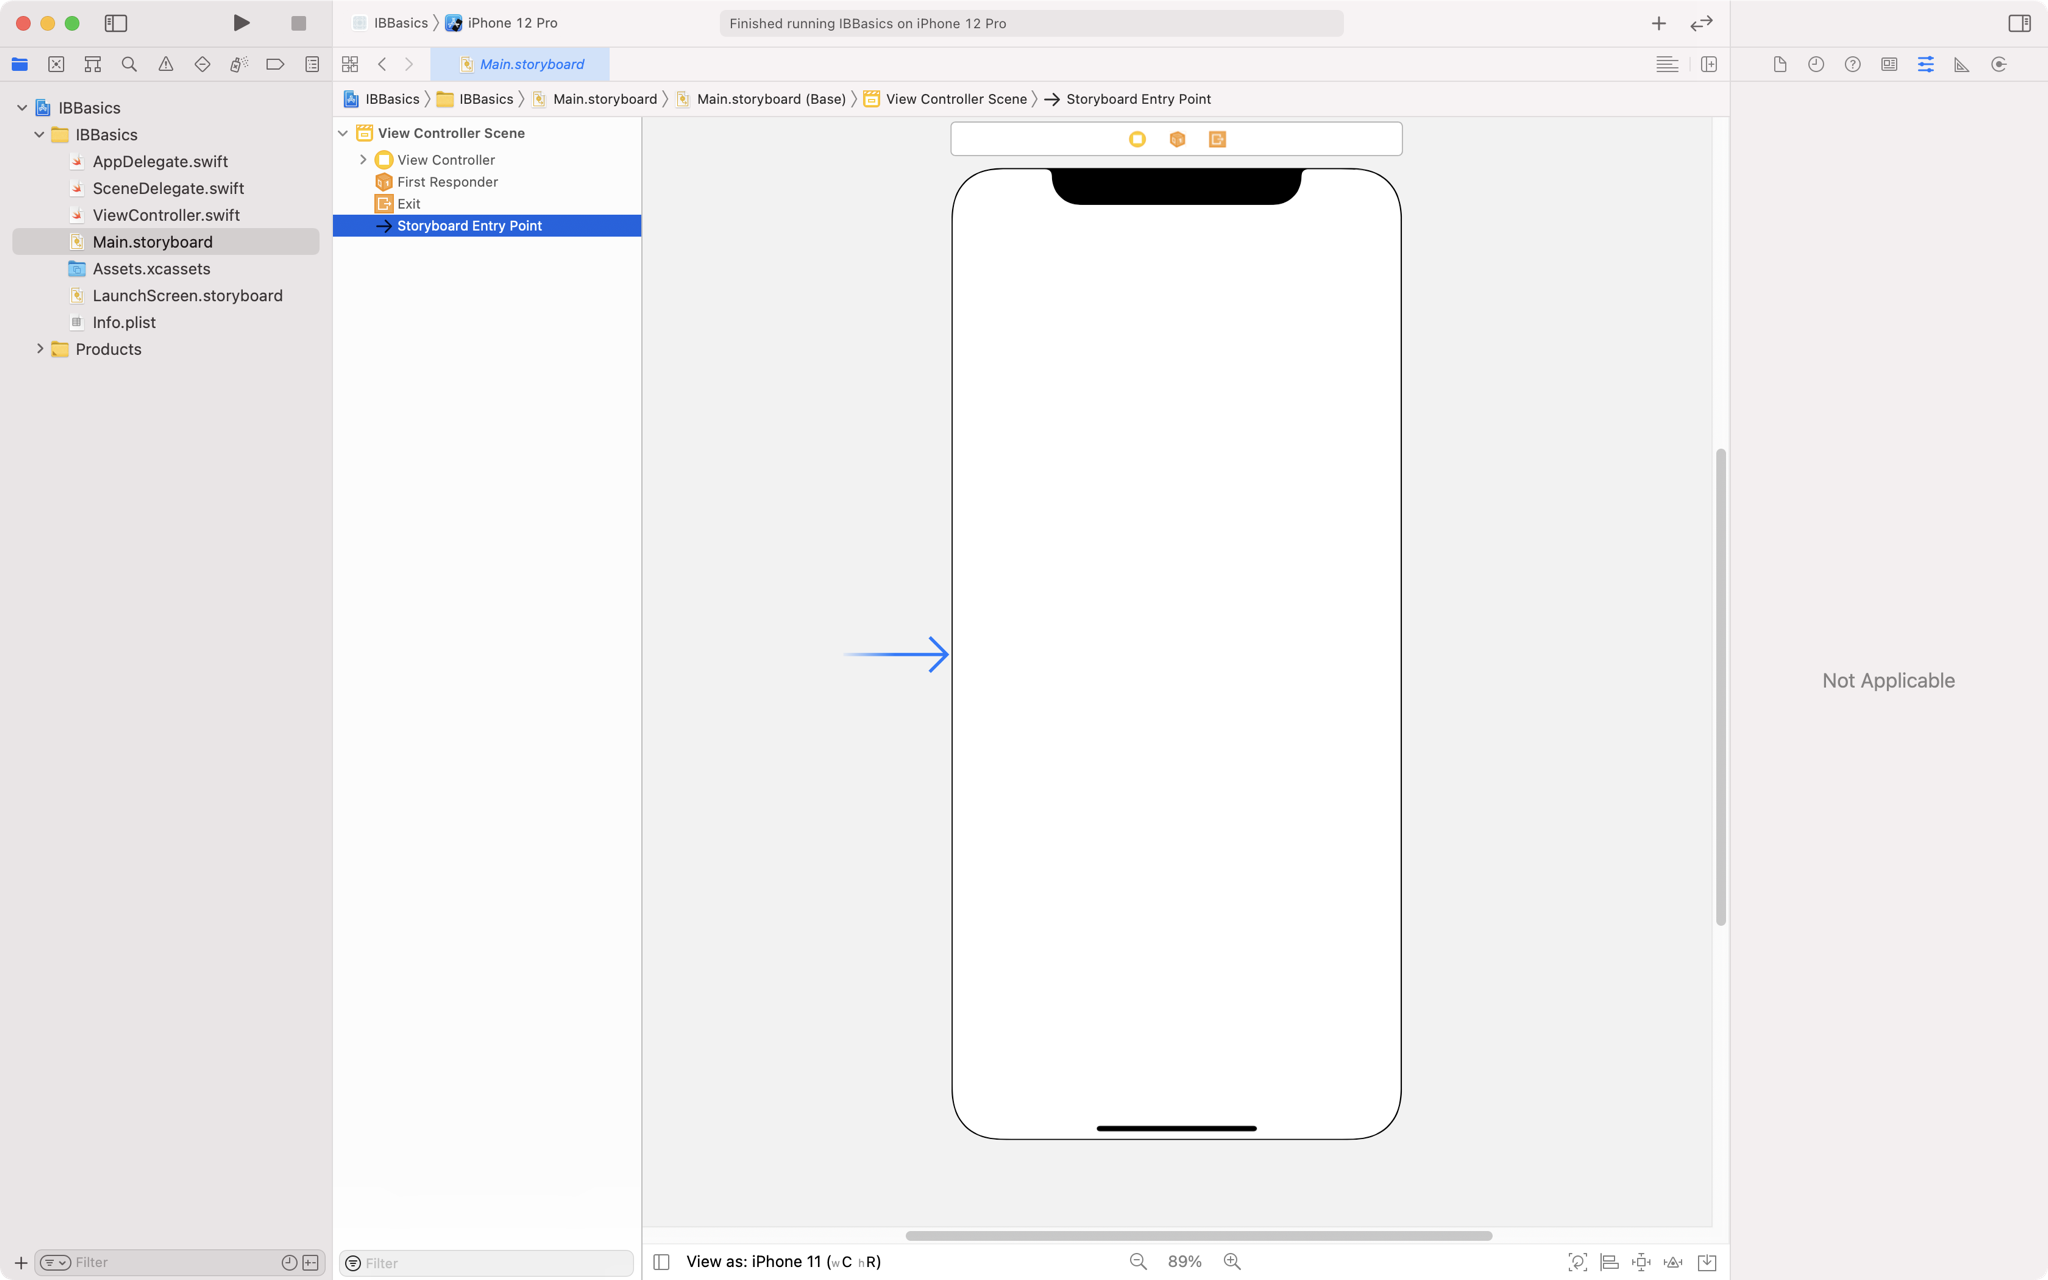 IBBasics
iPhone 12 Pro
Finished running IBBasics on iPhone 12 Pro
Main.storyboard
IBBasics
IBBasics
Main.storyboard
Main.storyboard (Base)
View Controller Scene
Storyboard Entry Point
IBBasics
IBBasics
AppDelegate.swift
SceneDelegate.swift
ViewController.swift
Main.storyboard
Assets.xcassets
LaunchScreen.storyboard
Info.plist
Products
View Controller Scene
View Controller
First Responder
Exit
Storyboard Entry Point
Not Applicable
Filter
Filter
View as: iPhone 11 (wC hR)
89%